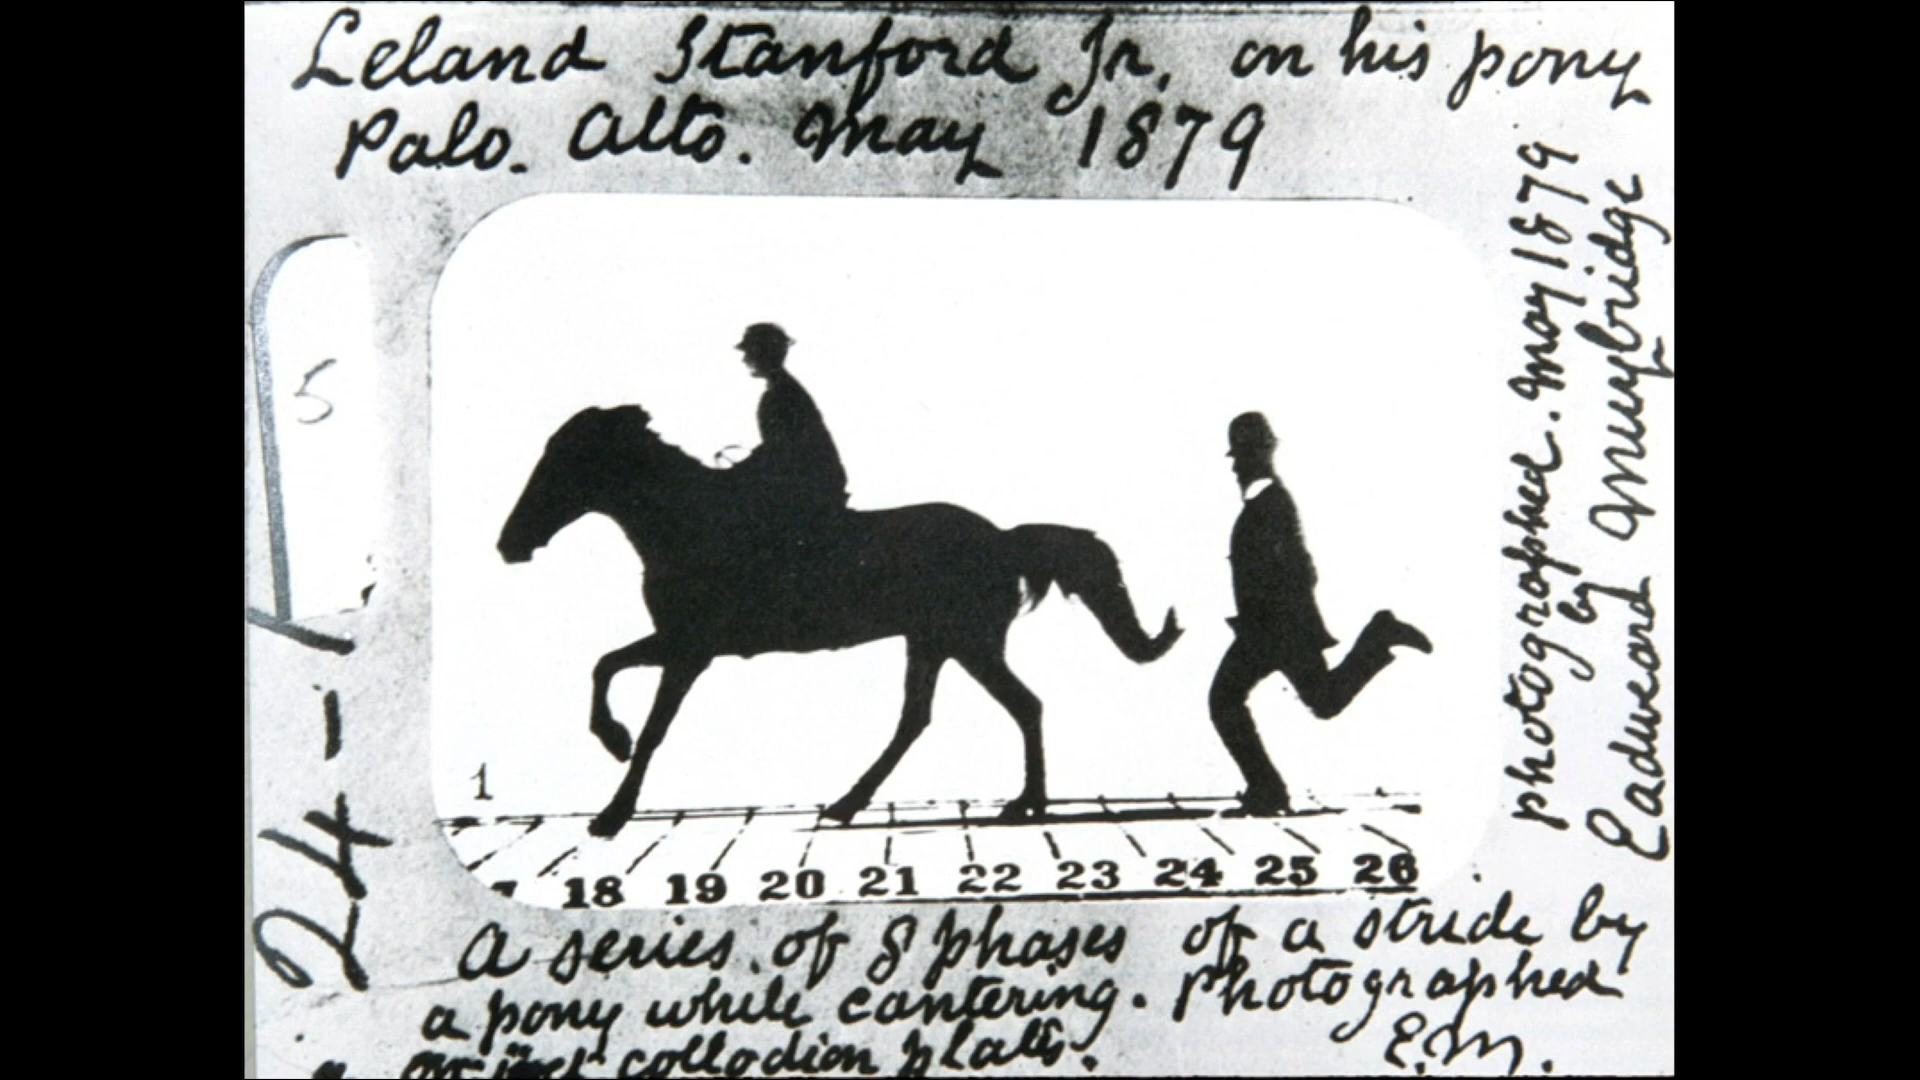 Leland Stanford Jr. on his pony
Palo. Alto. May 1879
photographed. May 1879
by
Eadweard Muybridge
5
24-1
1
18 19 20 21 22 23 24 25 26
A series of 8 phases of a stride by
a pony while cantering. Photographed
collodion plates. E.M.